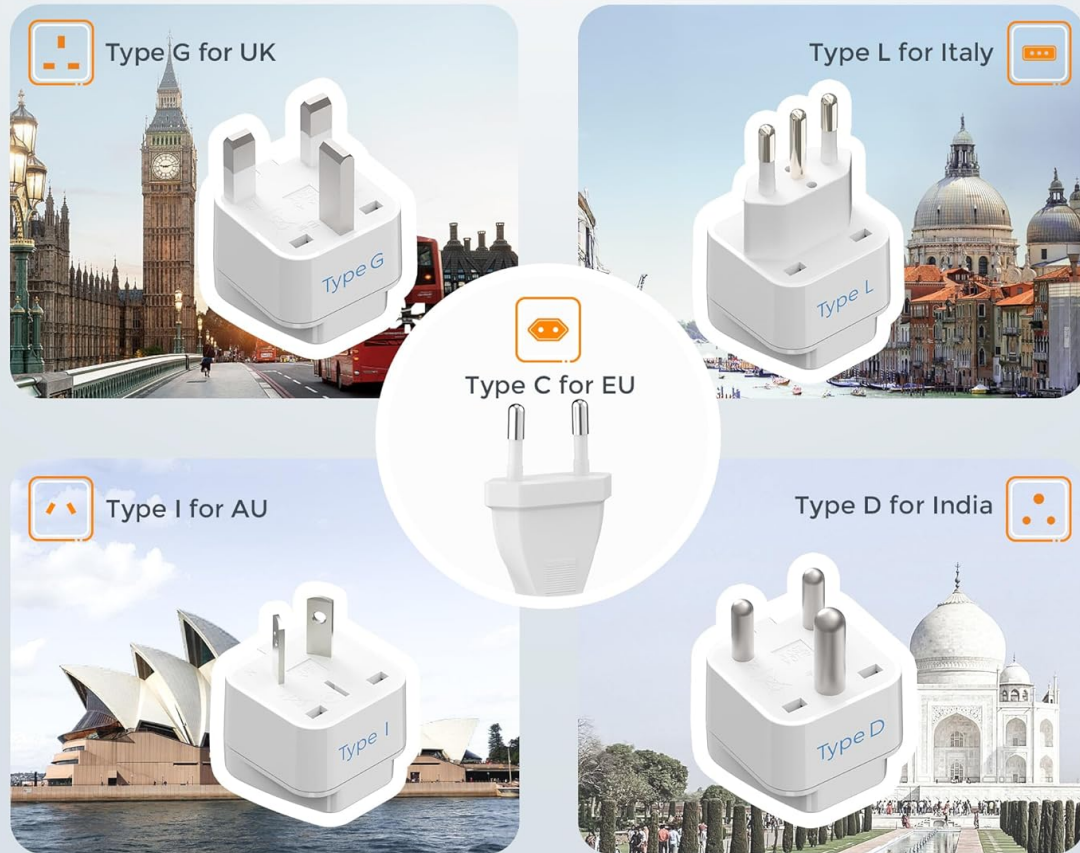 Type G for UK
Type G
Type L for Italy
Type L
Type C for EU
Type I for AU
Type I
Type D for India
Type D